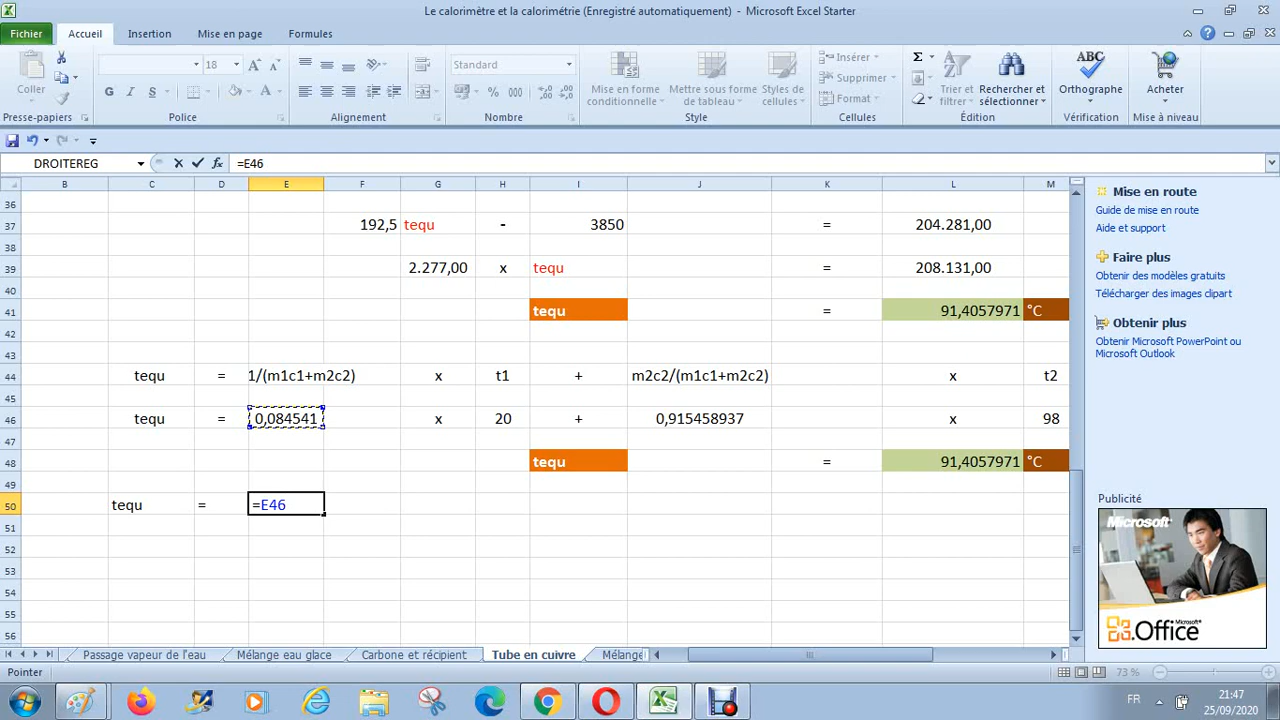 Le calorimètre et la calorimétrie (Enregistré automatiquement) - Microsoft Excel Starter
Fichier Accueil Insertion Mise en page Formules
18 Standard Insérer
Supprimer
Format
Coller Mise en forme conditionnelle Mettre sous forme de tableau Styles de cellules Trier et filtrer Rechercher et sélectionner ABC Orthographe Acheter
G I S % 000
Presse-papiers Police Alignement Nombre Style Cellules Édition Vérification Mise à niveau
DROITEREG =E46
B C D E F G H I J K L M
36
37 192,5 tequ - 3850 = 204.281,00
38
39 2.277,00 x tequ = 208.131,00
40
41 tequ = 91,4057971 °C
42
43
44 tequ = 1/(m1c1+m2c2) x t1 + m2c2/(m1c1+m2c2) x t2
45
46 tequ = 0,084541 x 20 + 0,915458937 x 98
47
48 tequ = 91,4057971 °C
49
50 tequ = =E46
51
52
53
54
55
56
Mise en route
Guide de mise en route
Aide et support
Faire plus
Obtenir des modèles gratuits
Télécharger des images clipart
Obtenir plus
Obtenir Microsoft PowerPoint ou
Microsoft Outlook
Publicité
Microsoft
Office Microsoft
Passage vapeur de l'eau Mélange eau glace Carbone et récipient Tube en cuivre Mélange
Pointer 73 %
FR 21:47
25/09/2020